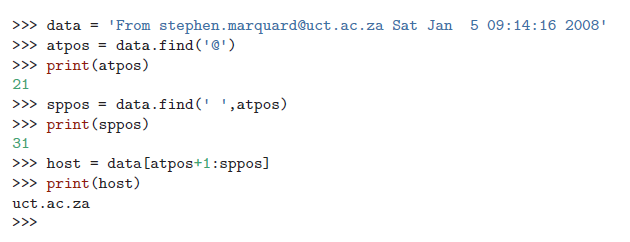 >>> data = 'From stephen.marquard@uct.ac.za Sat Jan  5 09:14:16 2008'
>>> atpos = data.find('@')
>>> print(atpos)
21
>>> sppos = data.find(' ',atpos)
>>> print(sppos)
31
>>> host = data[atpos+1:sppos]
>>> print(host)
uct.ac.za
>>>